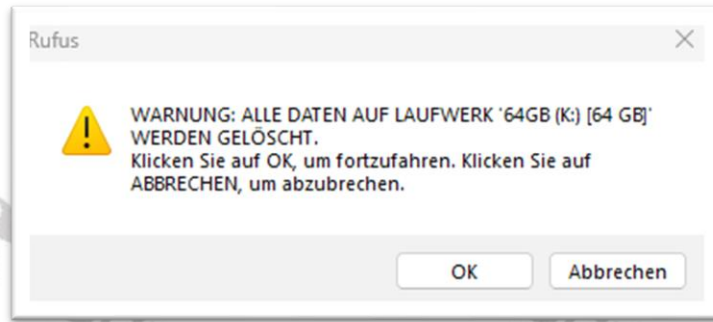 Rufus
WARNUNG: ALLE DATEN AUF LAUFWERK '64GB (K:) [64 GB]'
WERDEN GELÖSCHT.
Klicken Sie auf OK, um fortzufahren. Klicken Sie auf
ABBRECHEN, um abzubrechen.
OK Abbrechen